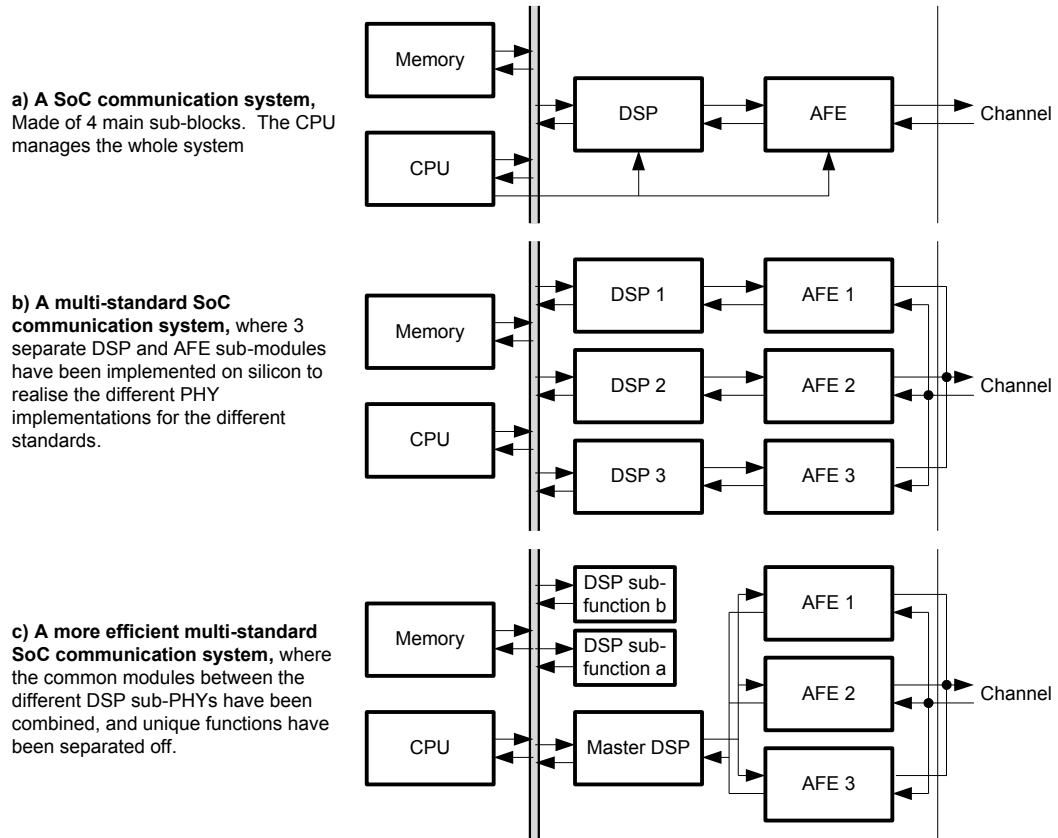 a) A SoC communication system,
Made of 4 main sub-blocks.  The CPU
manages the whole system
Memory
CPU
DSP
AFE
Channel
b) A multi-standard SoC
communication system, where 3
separate DSP and AFE sub-modules
have been implemented on silicon to
realise the different PHY
implementations for the different
standards.
Memory
CPU
DSP 1
AFE 1
DSP 2
AFE 2
DSP 3
AFE 3
Channel
c) A more efficient multi-standard
SoC communication system, where
the common modules between the
different DSP sub-PHYs have been
combined, and unique functions have
been separated off.
Memory
CPU
DSP sub-
function b
DSP sub-
function a
Master DSP
AFE 1
AFE 2
AFE 3
Channel